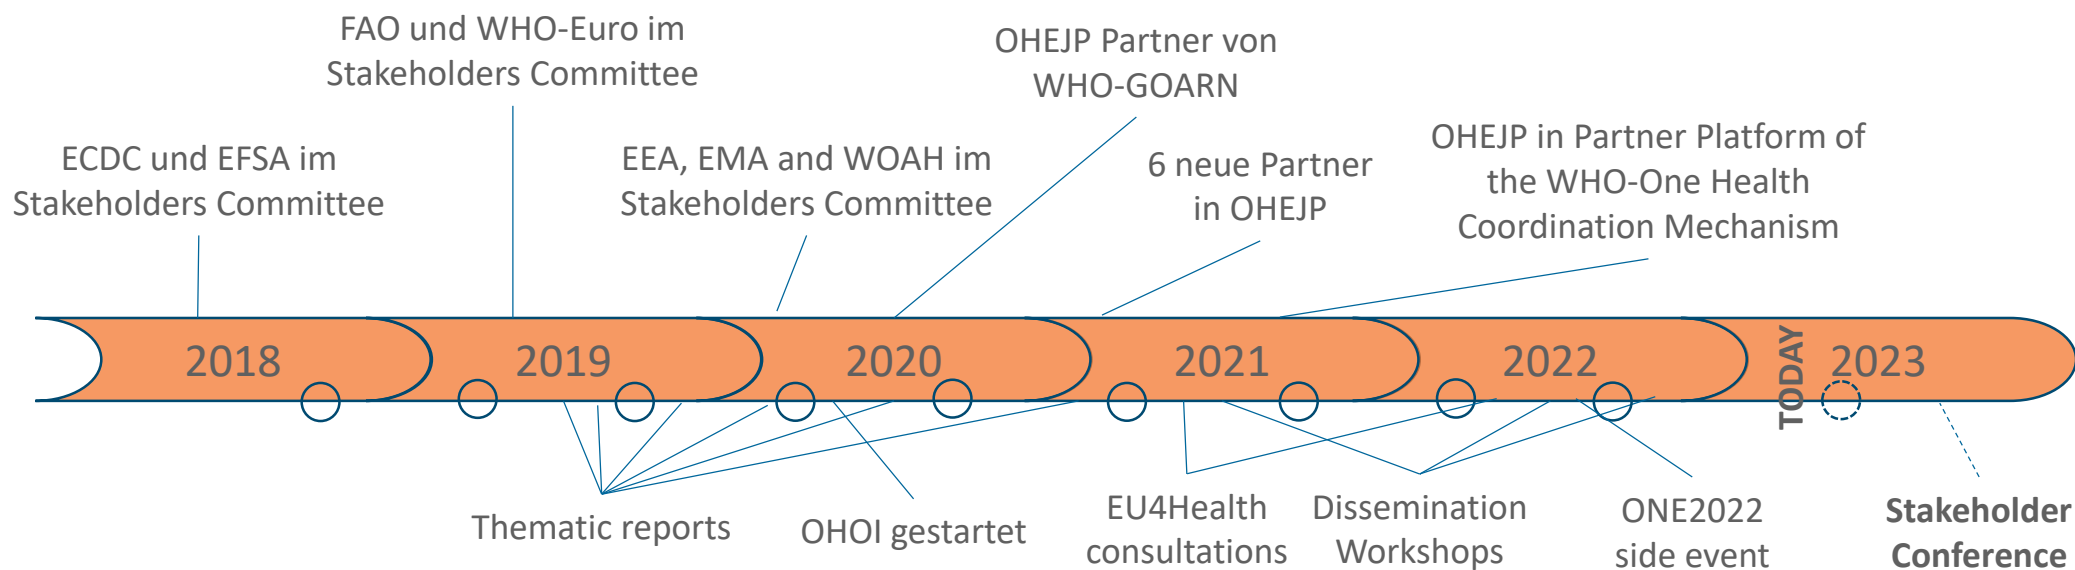 FAO und WHO-Euro im
Stakeholders Committee
OHEJP Partner von
WHO-GOARN
ECDC und EFSA im
Stakeholders Committee
EEA, EMA and WOAH im
Stakeholders Committee
6 neue Partner
in OHEJP
OHEJP in Partner Platform of
the WHO-One Health
Coordination Mechanism
2018
2019
2020
2021
2022
TODAY
2023
Thematic reports
OHOI gestartet
EU4Health
consultations
Dissemination
Workshops
ONE2022
side event
Stakeholder
Conference